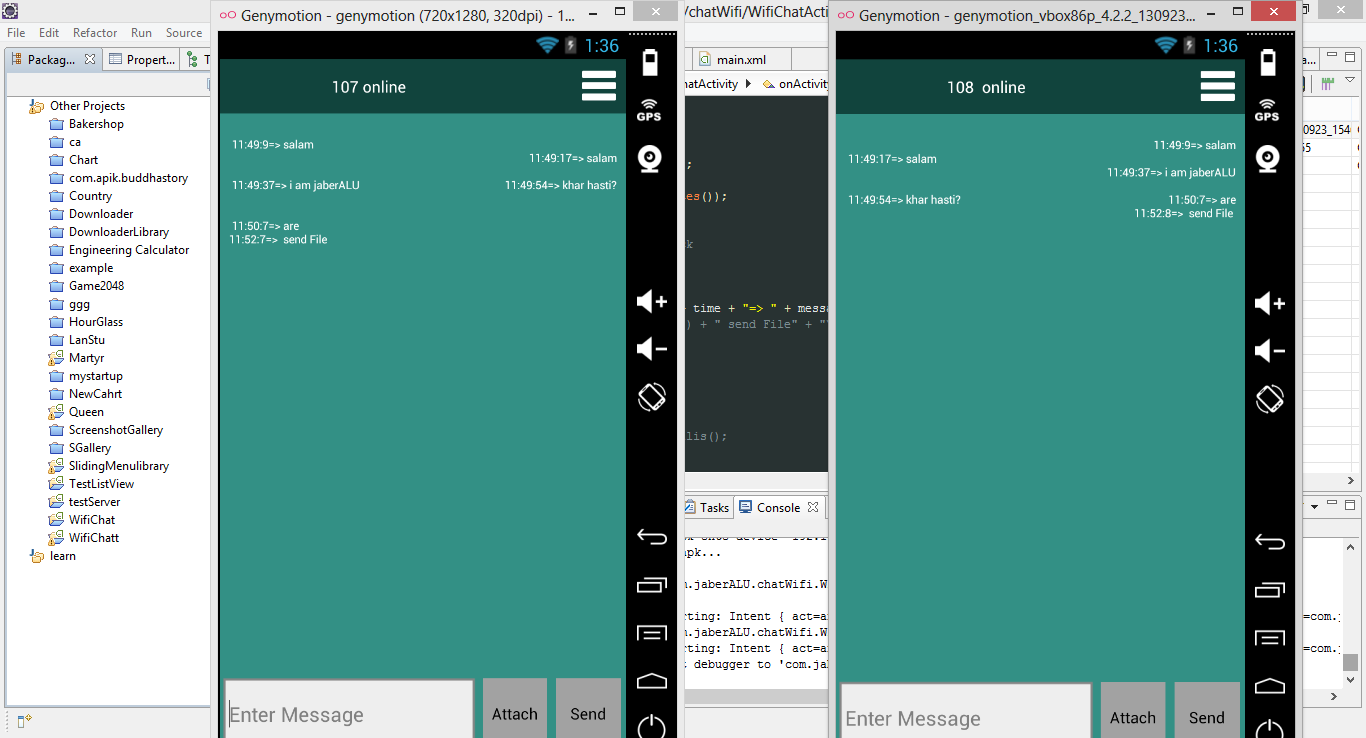 Genymotion - genymotion (720x1280, 320dpi) - 1...
/chatWifi/WifiChatActi
Genymotion - genymotion_vbox86p_4.2.2_130923...
File Edit Refactor Run Source
Packag...
Propert...
T
Other Projects
Bakershop
ca
Chart
com.apik.buddhastory
Country
Downloader
DownloaderLibrary
Engineering Calculator
example
Game2048
ggg
HourGlass
LanStu
Martyr
mystartup
NewCahrt
Queen
ScreenshotGallery
SGallery
SlidingMenulibrary
TestListView
testServer
WifiChat
WifiChatt
learn
1:36
107 online
11:49:9=> salam
11:49:17=> salam
11:49:37=> i am jaberALU
11:49:54=> khar hasti?
11:50:7=> are
11:52:7=> send File
Enter Message
Attach
Send
GPS
main.xml
hatActivity
onActivity
;
es());
k
time + "=> " + messa
) + " send File" + "
lis();
Tasks
Console
apk...
m.jaberALU.chatWifi.W
rting: Intent { act=a
m.jaberALU.chatWifi.W
rting: Intent { act=a
t debugger to 'com.ja
1:36
108 online
11:49:9=> salam
11:49:17=> salam
11:49:37=> i am jaberALU
11:49:54=> khar hasti?
11:50:7=> are
11:52:8=> send File
Enter Message
Attach
Send
GPS
a...
0923_154
55
=com.j
=com.j